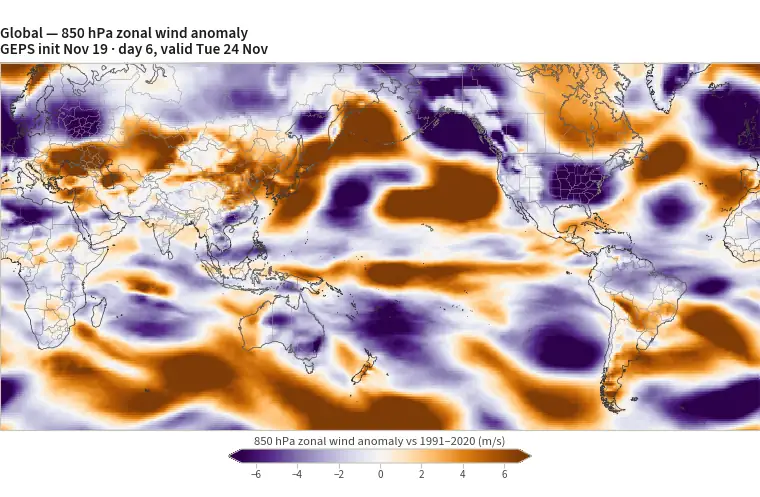 Global — 850 hPa zonal wind anomaly
GEPS init Nov 19 · day 6, valid Tue 24 Nov
850 hPa zonal wind anomaly vs 1991–2020 (m/s)
−6 −4 −2 0 2 4 6